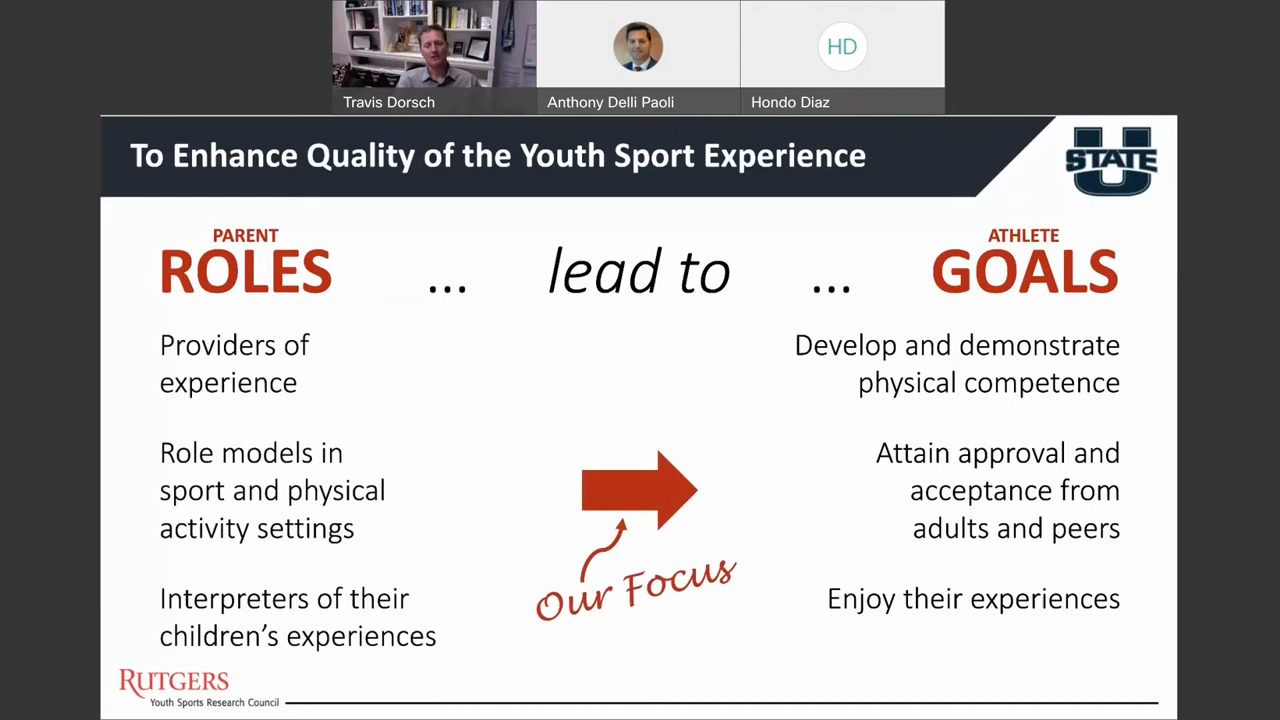 Travis Dorsch
Anthony Delli Paoli
HD
Hondo Diaz
To Enhance Quality of the Youth Sport Experience
STATE
U
PARENT
ROLES
... lead to ...
ATHLETE
GOALS
Providers of
experience
Role models in
sport and physical
activity settings
Interpreters of their
children's experiences
Our Focus
Develop and demonstrate
physical competence
Attain approval and
acceptance from
adults and peers
Enjoy their experiences
RUTGERS
Youth Sports Research Council